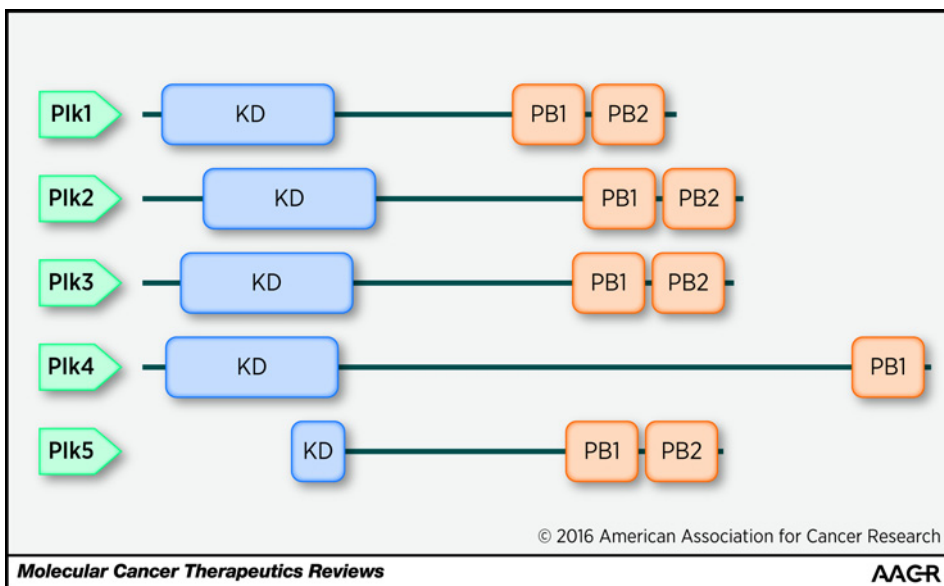 Plk1 KD PB1 PB2
Plk2 KD PB1 PB2
Plk3 KD PB1 PB2
Plk4 KD PB1
Plk5 KD PB1 PB2
© 2016 American Association for Cancer Research
Molecular Cancer Therapeutics Reviews AACR